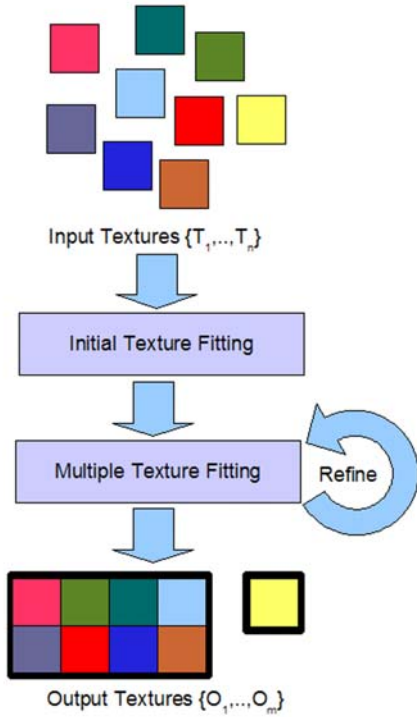 Input Textures {T₁,..,Tₙ}
Initial Texture Fitting
Multiple Texture Fitting
Refine
Output Textures {O₁,..,Oₘ}